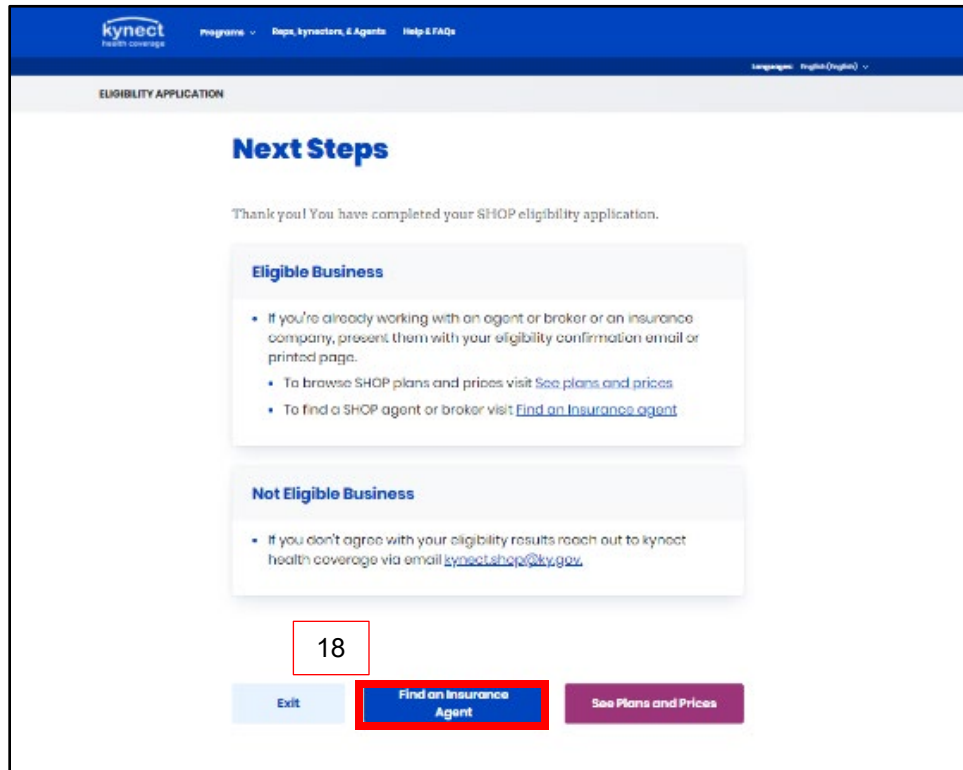 kynect
health coverage
Programs
Reps, kynectors, & Agents
Help & FAQs
Languages: English (English)
ELIGIBILITY APPLICATION
Next Steps
Thank you! You have completed your SHOP eligibility application.
Eligible Business
• If you're already working with an agent or broker or an insurance
company, present them with your eligibility confirmation email or
printed page.
• To browse SHOP plans and prices visit See plans and prices
• To find a SHOP agent or broker visit Find an Insurance agent
Not Eligible Business
• If you don't agree with your eligibility results reach out to kynect
health coverage via email kynect.shop@ky.gov.
18
Exit
Find an Insurance
Agent
See Plans and Prices